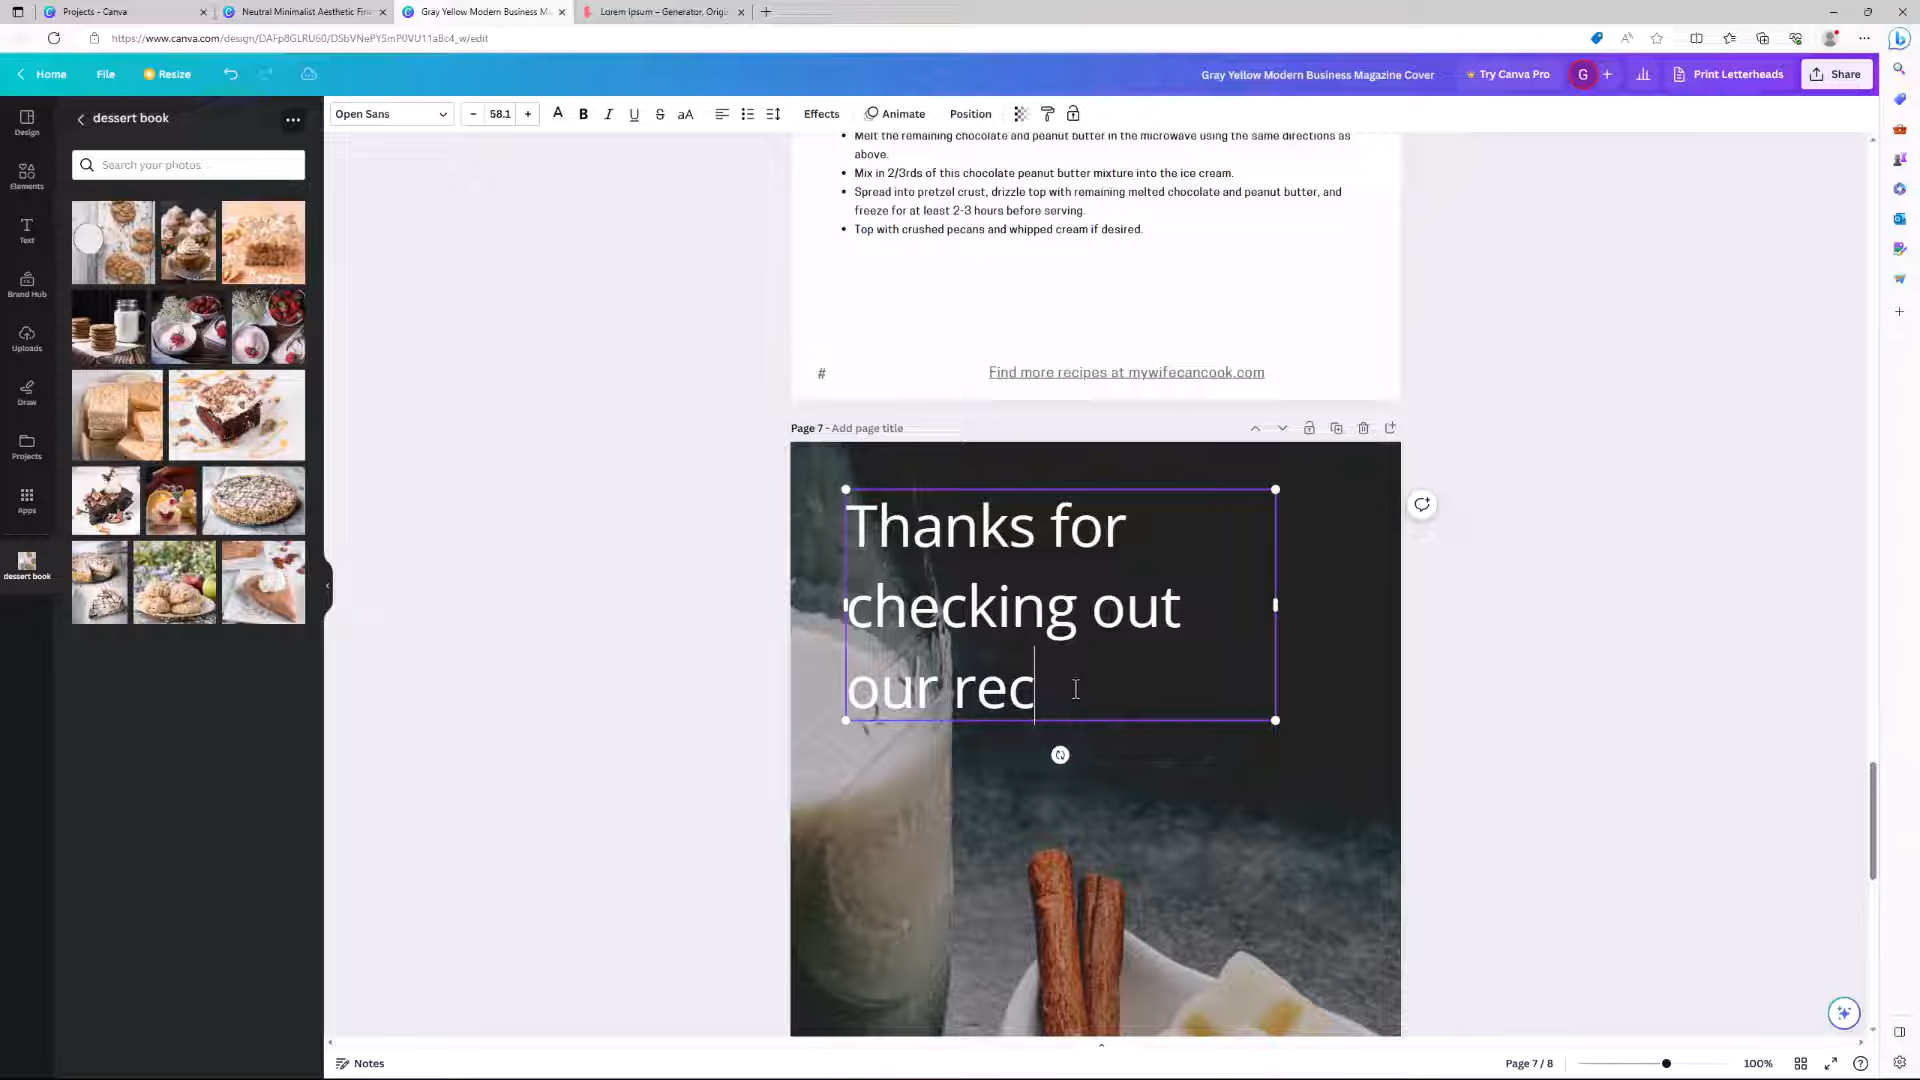 Projects - Canva
Neutral Minimalist Aesthetic Fin
Gray Yellow Modern Business M
Lorem Ipsum – Generator, Origi
https://www.canva.com/design/DAFp8GLRU60/DSbVNePYSmP0VU11a8c4_w/edit
Home
File
Resize
Gray Yellow Modern Business Magazine Cover
Try Canva Pro
G
Print Letterheads
Share
Design
Elements
Text
Brand Hub
Uploads
Draw
Projects
Apps
dessert book
dessert book
Search your photos
Open Sans
58.1
A
B
I
U
S
aA
Effects
Animate
Position
Melt the remaining chocolate and peanut butter in the microwave using the same directions as
above.
Mix in 2/3rds of this chocolate peanut butter mixture into the ice cream.
Spread into pretzel crust, drizzle top with remaining melted chocolate and peanut butter, and
freeze for at least 2-3 hours before serving.
Top with crushed pecans and whipped cream if desired.
#
Find more recipes at mywifecancook.com
Page 7 - Add page title
Thanks for
checking out
our rec
Notes
Page 7 / 8
100%